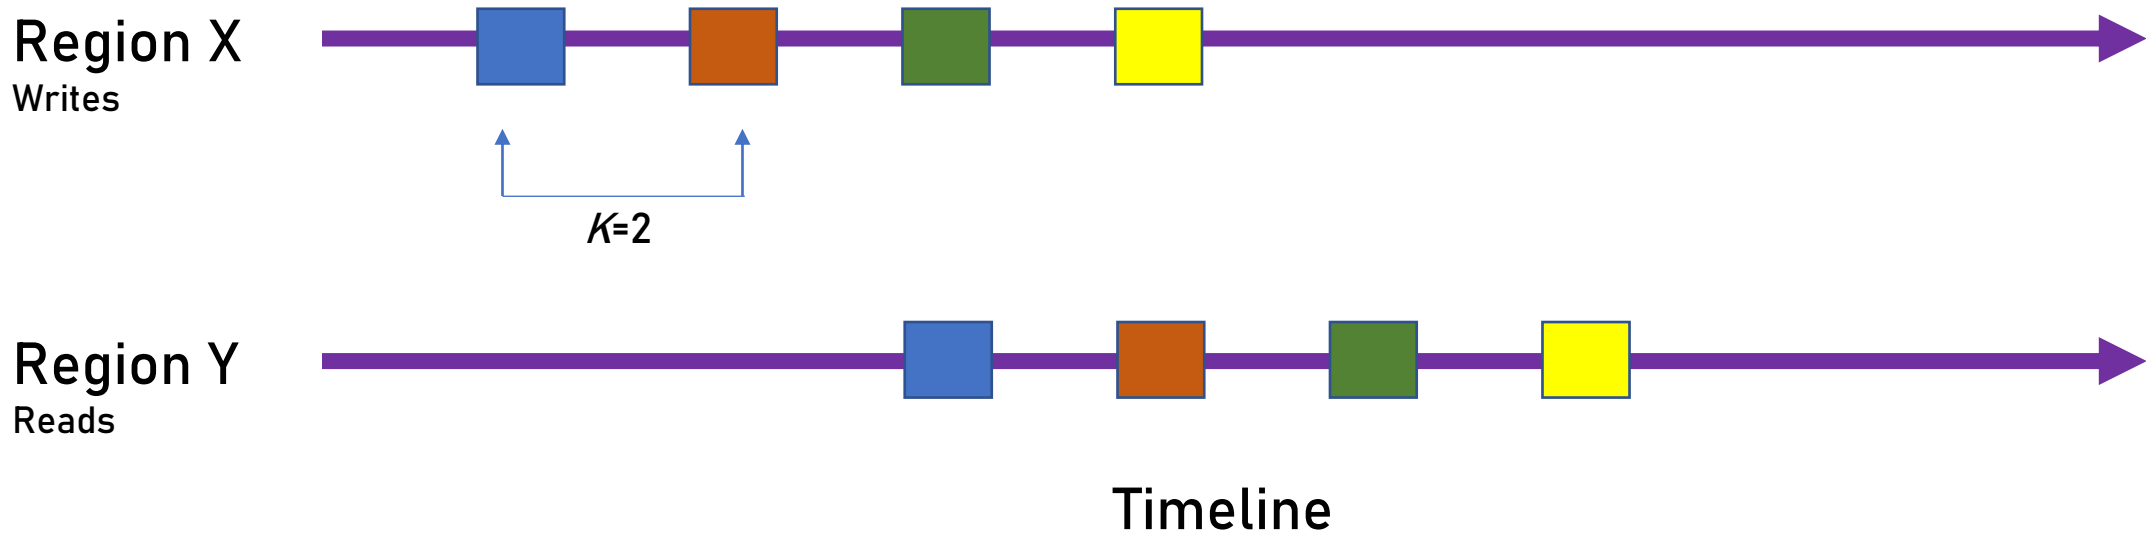 Region X
Writes
K=2
Region Y
Reads
Timeline